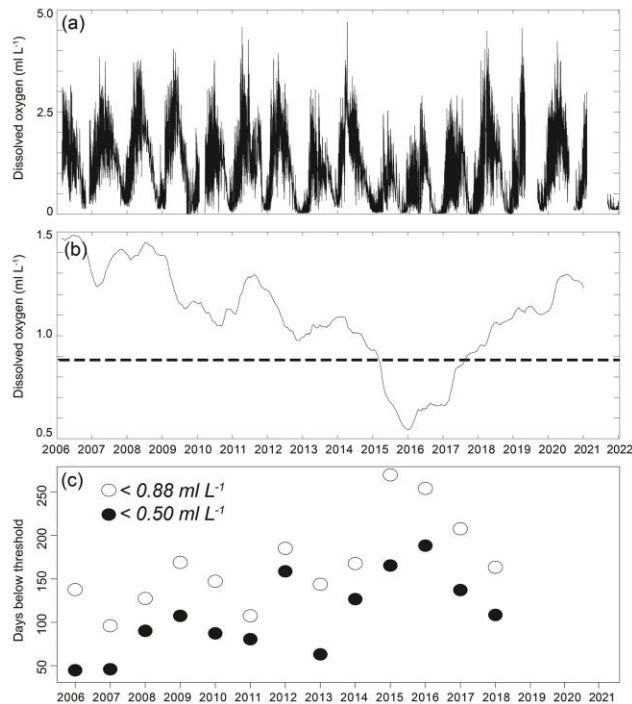 (a)
Dissolved oxygen (ml L⁻¹)
5.0
2.5
0
(b)
Dissolved oxygen (ml L⁻¹)
1.5
1.0
0.5
2006 2007 2008 2009 2010 2011 2012 2013 2014 2015 2016 2017 2018 2019 2020 2021 2022
(c)
< 0.88 ml L⁻¹
< 0.50 ml L⁻¹
Days below threshold
250
200
150
100
50
2006 2007 2008 2009 2010 2011 2012 2013 2014 2015 2016 2017 2018 2019 2020 2021